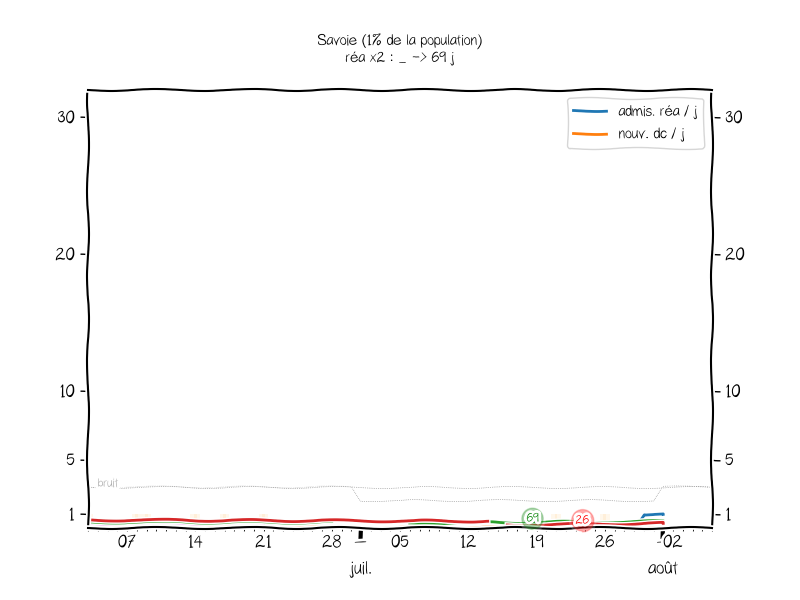 Savoie (1% de la population)
réa x2 : _ -> 69 j
admis. réa / j
nouv. dc / j
30
30
20
20
10
10
5
5
bruit
1
1
69
26
07 14 21 28 05 12 19 26 02
juil. août